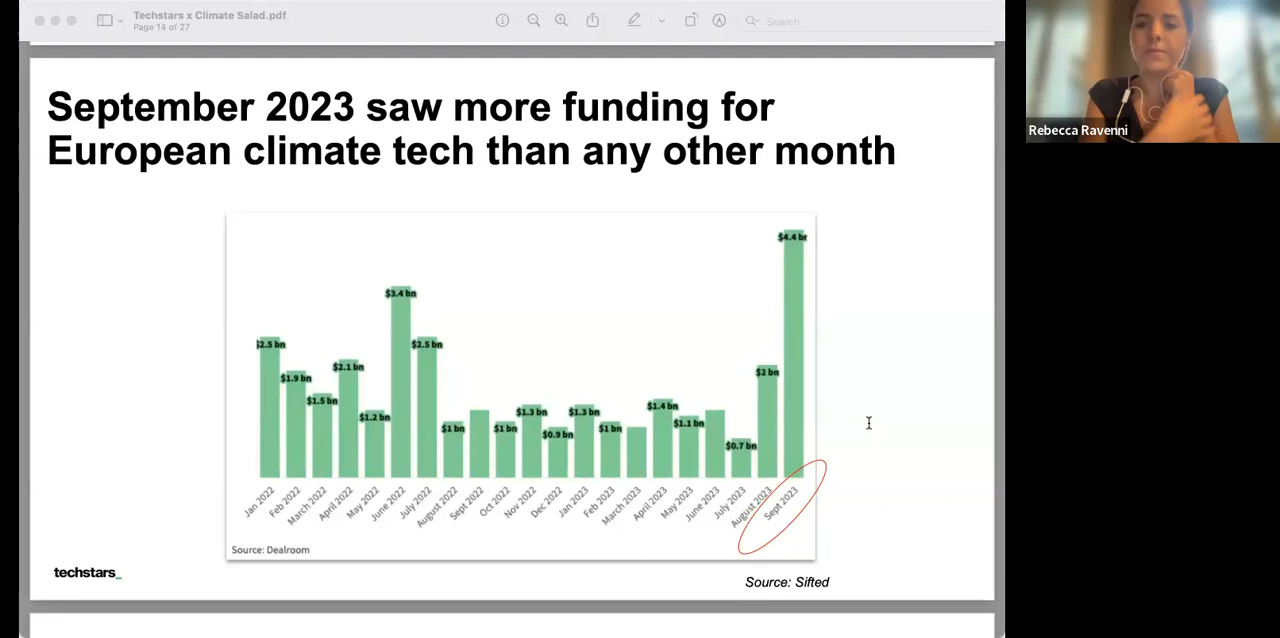 Techstars x Climate Salad.pdf
Page 14 of 27
Search
Rebecca Ravenni
September 2023 saw more funding for
European climate tech than any other month
$4.4 bn
$3.4 bn
$2.5 bn
$2.5 bn
$2.1 bn
$2 bn
$1.9 bn
$1.5 bn
$1.2 bn
$1.3 bn
$1.3 bn
$1.4 bn
$1 bn
$1 bn
$0.9 bn
$1 bn
$1.1 bn
$0.7 bn
Jan 2022
Feb 2022
March 2022
April 2022
May 2022
June 2022
July 2022
August 2022
Sept 2022
Oct 2022
Nov 2022
Dec 2022
Jan 2023
Feb 2023
March 2023
April 2023
May 2023
June 2023
July 2023
August 2023
Sept 2023
Source: Dealroom
techstars_
Source: Sifted